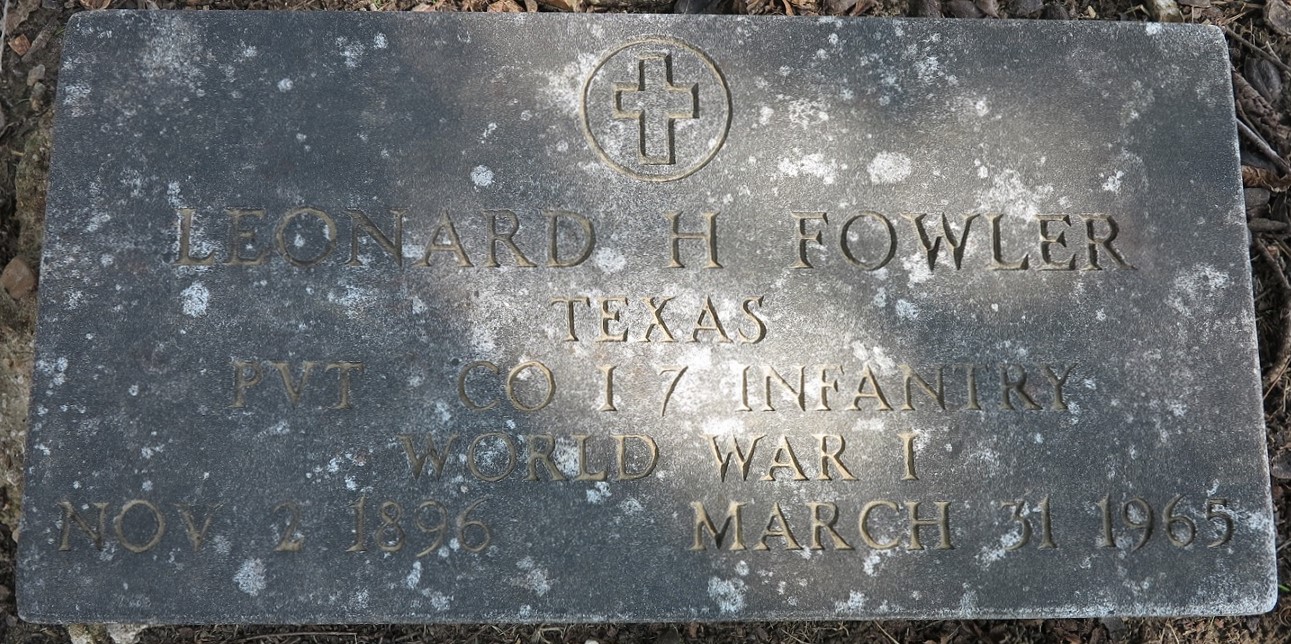 LEONARD H FOWLER
TEXAS
PVT CO I 7 INFANTRY
WORLD WAR I
NOV 2 1896 MARCH 31 1965